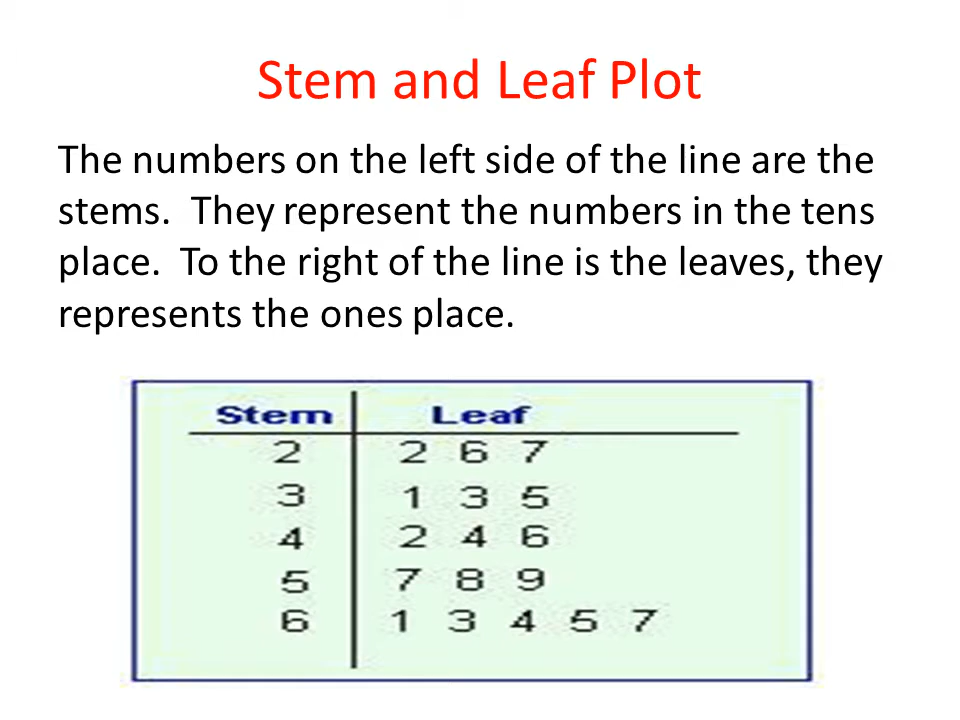 Stem and Leaf Plot
The numbers on the left side of the line are the
stems.  They represent the numbers in the tens
place.  To the right of the line is the leaves, they
represents the ones place.
Stem Leaf
2 2 6 7
3 1 3 5
4 2 4 6
5 7 8 9
6 1 3 4 5 7